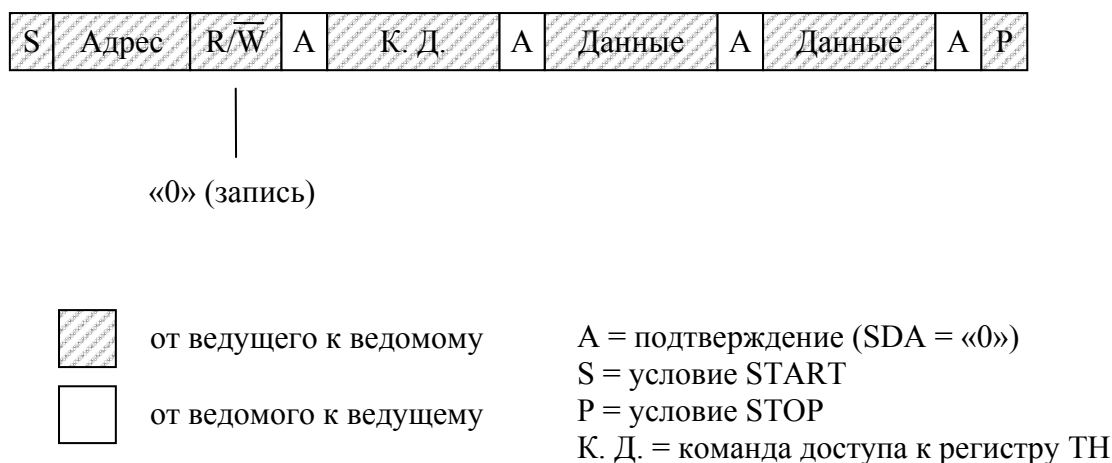 S Адрес R/W̅ A К. Д. A Данные A Данные A P
«0» (запись)
от ведущего к ведомому
от ведомого к ведущему
A = подтверждение (SDA = «0»)
S = условие START
P = условие STOP
К. Д. = команда доступа к регистру TH